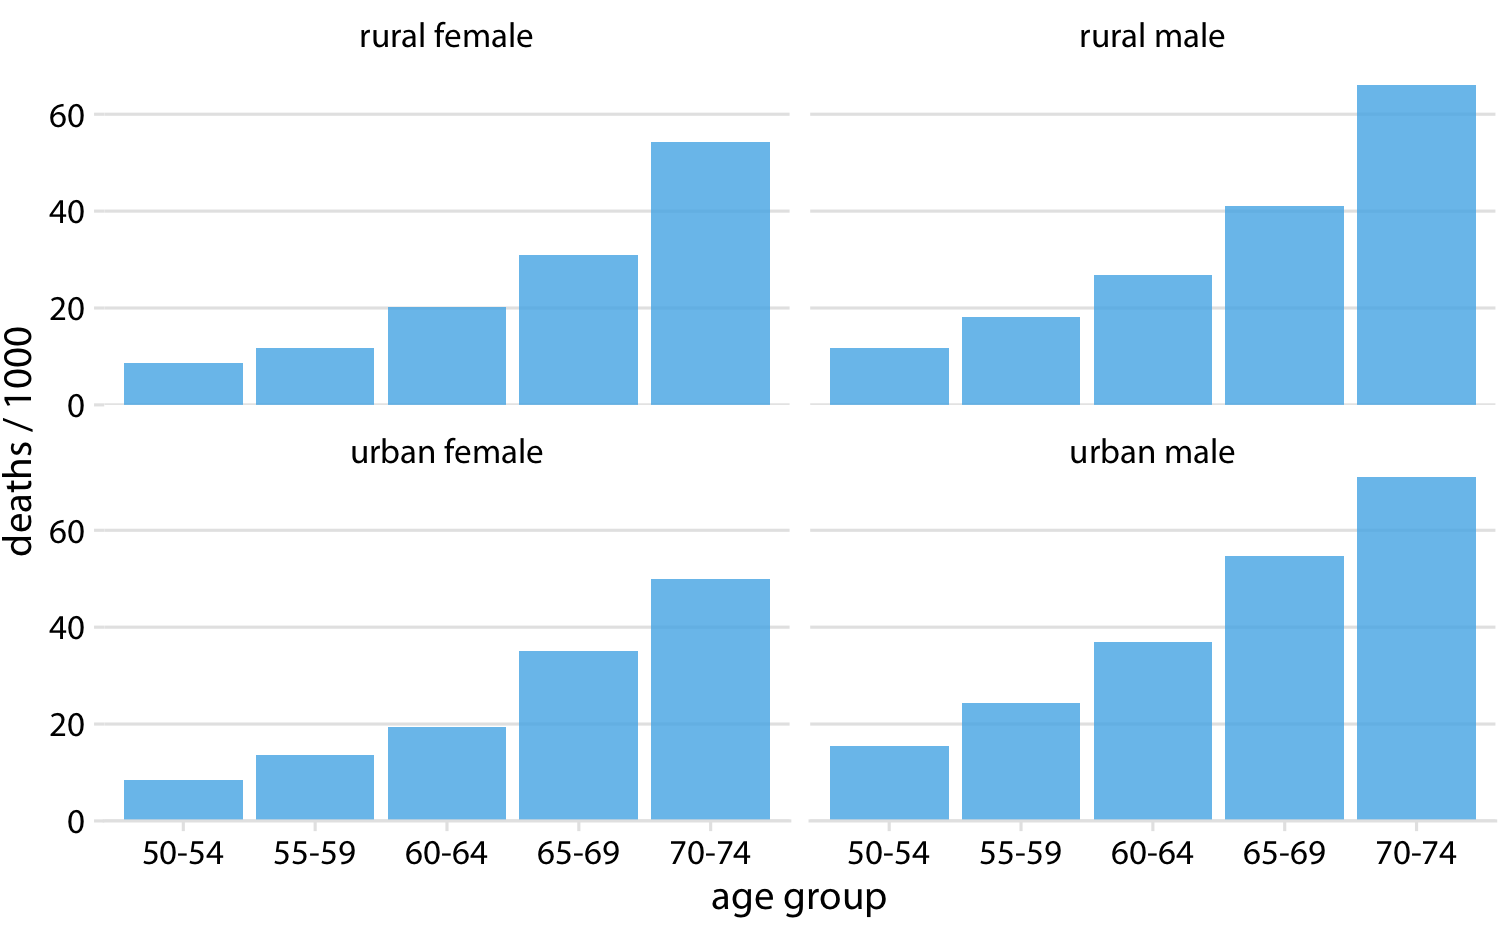 rural female
rural male
60
40
20
0
urban female
urban male
60
40
20
0
deaths / 1000
50-54 55-59 60-64 65-69 70-74
50-54 55-59 60-64 65-69 70-74
age group